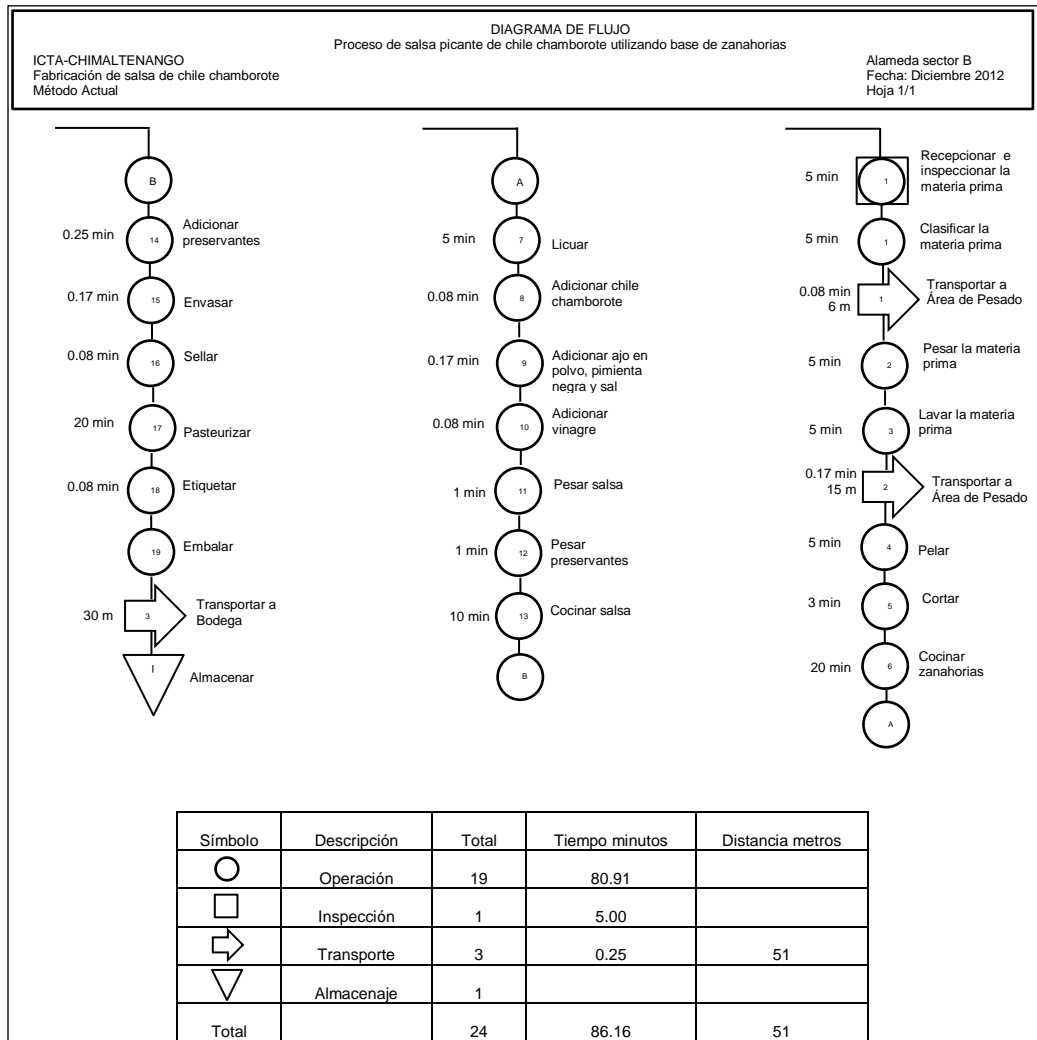 DIAGRAMA DE FLUJO
Proceso de salsa picante de chile chamborote utilizando base de zanahorias
ICTA-CHIMALTENANGO
Fabricación de salsa de chile chamborote
Método Actual
Alameda sector B
Fecha: Diciembre 2012
Hoja 1/1
B
0.25 min
14
Adicionar
preservantes
0.17 min
15
Envasar
0.08 min
16
Sellar
20 min
17
Pasteurizar
0.08 min
18
Etiquetar
19
Embalar
30 m
3
Transportar a
Bodega
I
Almacenar
A
5 min
7
Licuar
0.08 min
8
Adicionar chile
chamborote
0.17 min
9
Adicionar ajo en
polvo, pimienta
negra y sal
0.08 min
10
Adicionar
vinagre
1 min
11
Pesar salsa
1 min
12
Pesar
preservantes
10 min
13
Cocinar salsa
B
5 min
1
Recepcionar e
inspeccionar la
materia prima
5 min
1
Clasificar la
materia prima
0.08 min
6 m
1
Transportar a
Área de Pesado
5 min
2
Pesar la materia
prima
5 min
3
Lavar la materia
prima
0.17 min
15 m
2
Transportar a
Área de Pesado
5 min
4
Pelar
3 min
5
Cortar
20 min
6
Cocinar
zanahorias
A
Símbolo Descripción Total Tiempo minutos Distancia metros
Operación 19 80.91
Inspección 1 5.00
Transporte 3 0.25 51
Almacenaje 1
Total 24 86.16 51